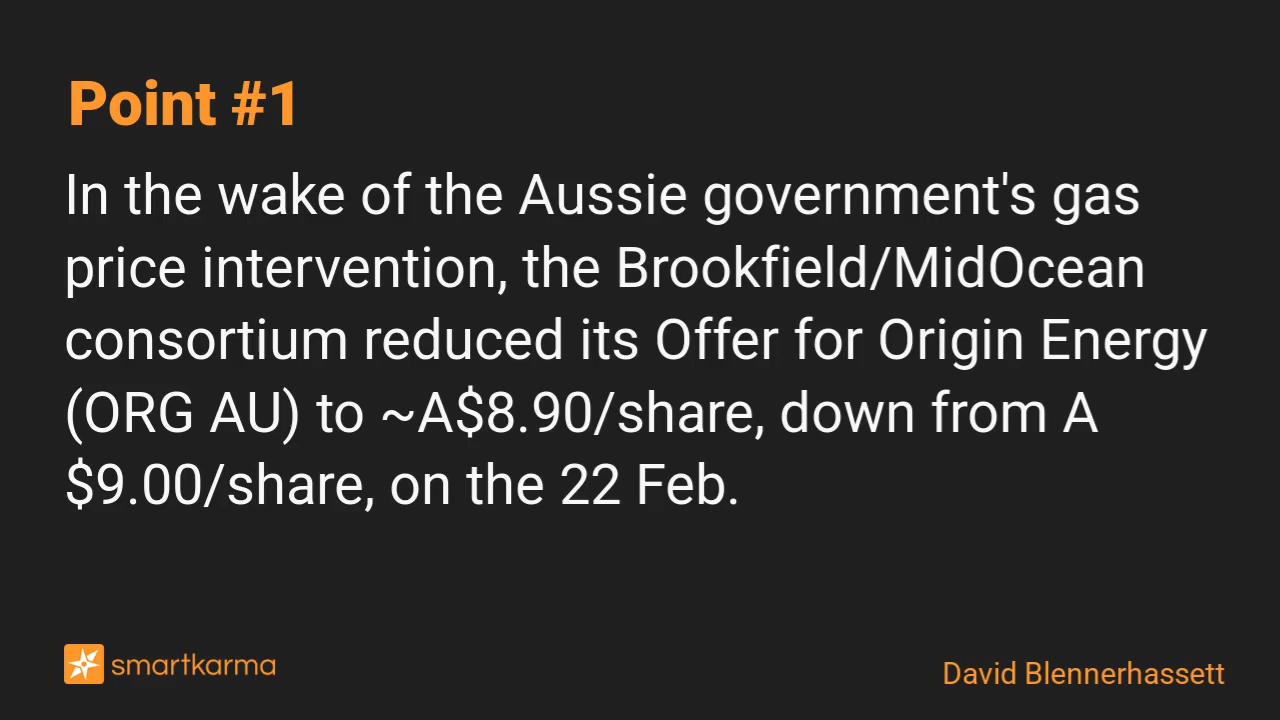 Point #1
In the wake of the Aussie government's gas
price intervention, the Brookfield/MidOcean
consortium reduced its Offer for Origin Energy
(ORG AU) to ~A$8.90/share, down from A
$9.00/share, on the 22 Feb.
smartkarma
David Blennerhassett